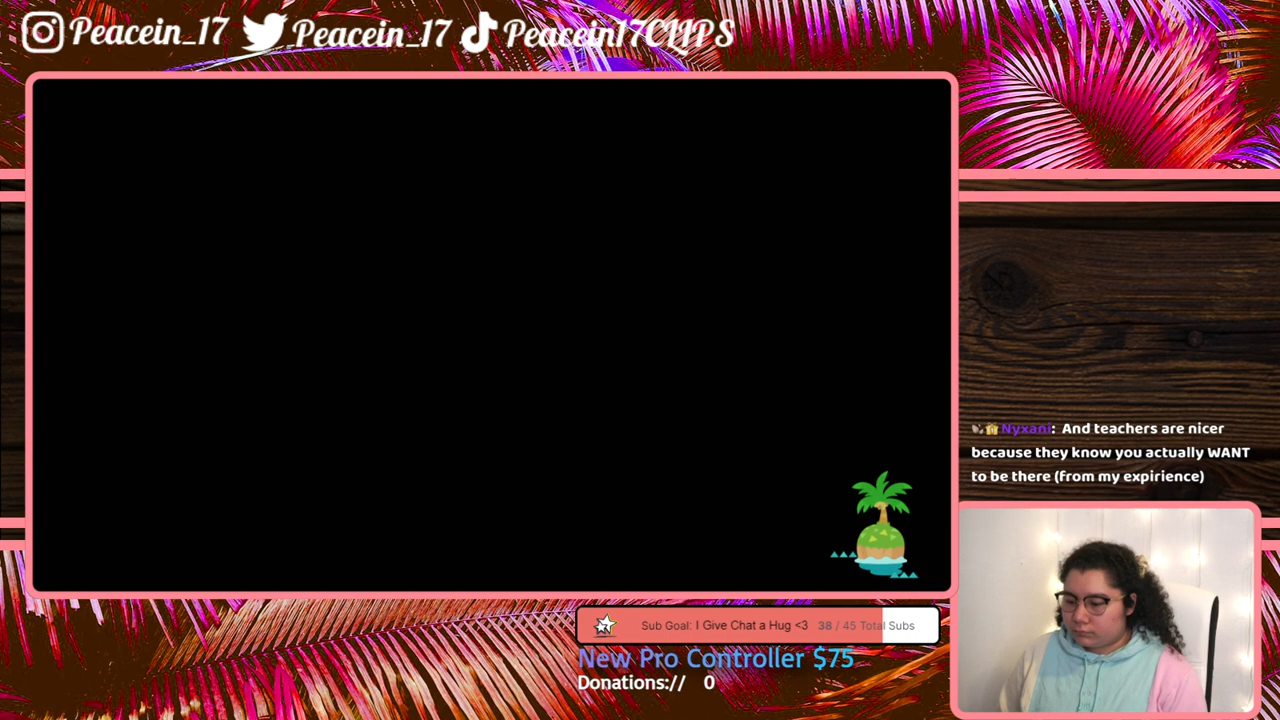 Peacein_17 Peacein_17 Peacein17CLIPS
Nyxani: And teachers are nicer
because they know you actually WANT
to be there (from my expirience)
Sub Goal: I Give Chat a Hug <3 38 / 45 Total Subs
New Pro Controller $75
Donations:// 0